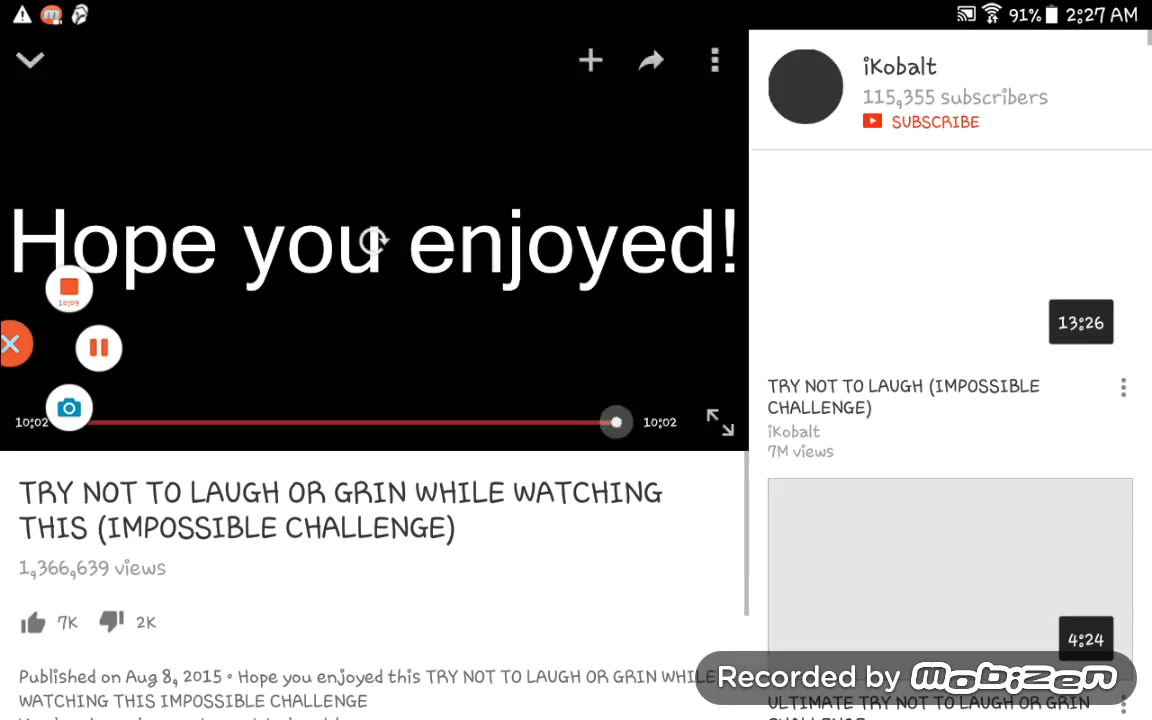 91% 2:27 AM
Hope you enjoyed!
10:09
10:02
10:02
TRY NOT TO LAUGH OR GRIN WHILE WATCHING
THIS (IMPOSSIBLE CHALLENGE)
1,366,639 views
7K 2K
Published on Aug 8, 2015 • Hope you enjoyed this TRY NOT TO LAUGH OR GRIN WHILE
WATCHING THIS IMPOSSIBLE CHALLENGE
iKobalt
115,355 subscribers
SUBSCRIBE
13:26
TRY NOT TO LAUGH (IMPOSSIBLE
CHALLENGE)
iKobalt
7M views
4:24
ULTIMATE TRY NOT TO LAUGH OR GRIN
CHALLENGE
Recorded by mobizen